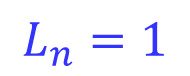 Lₙ = 1